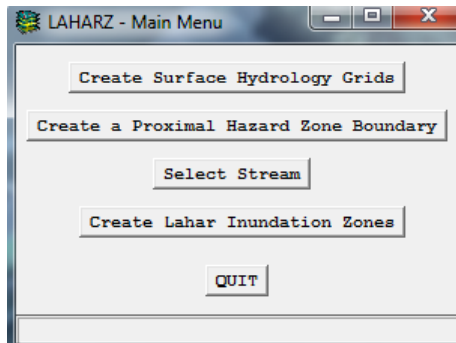 LAHARZ - Main Menu
Create Surface Hydrology Grids
Create a Proximal Hazard Zone Boundary
Select Stream
Create Lahar Inundation Zones
QUIT